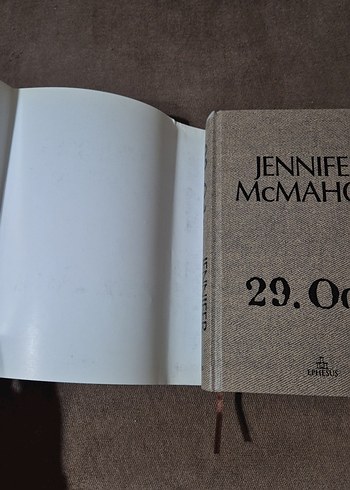 JENNIFE
McMAHO
29. Oc
EPHESUS
JENNIFER